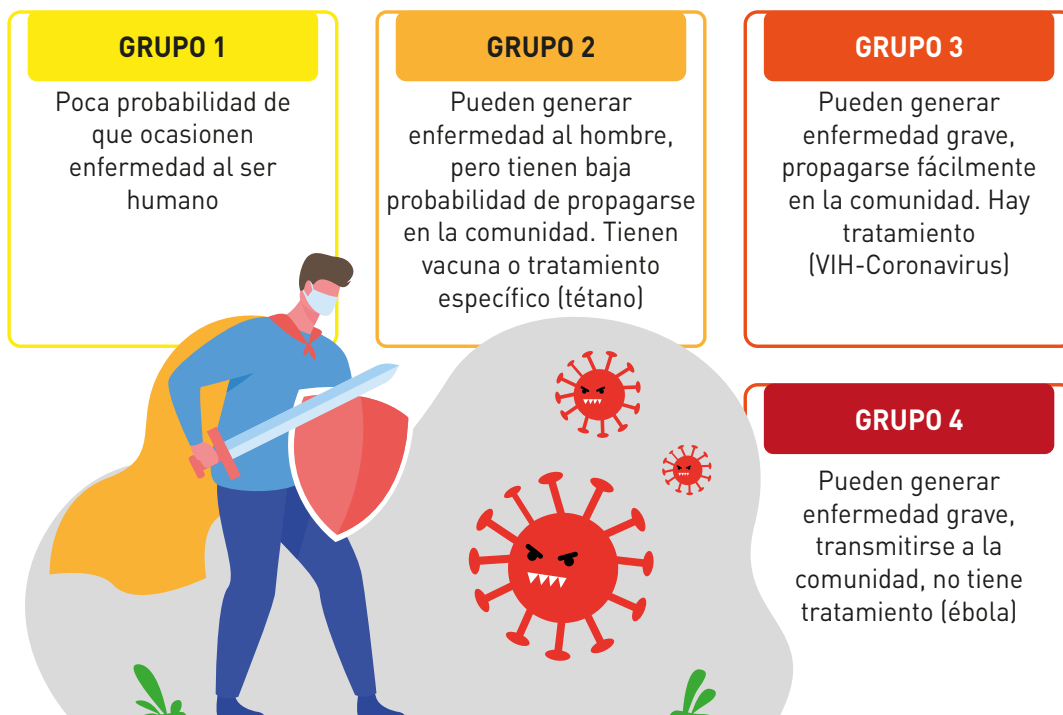 GRUPO 1
Poca probabilidad de
que ocasionen
enfermedad al ser
humano
GRUPO 2
Pueden generar
enfermedad al hombre,
pero tienen baja
probabilidad de propagarse
en la comunidad. Tienen
vacuna o tratamiento
específico (tétano)
GRUPO 3
Pueden generar
enfermedad grave,
propagarse fácilmente
en la comunidad. Hay
tratamiento
(VIH-Coronavirus)
GRUPO 4
Pueden generar
enfermedad grave,
transmitirse a la
comunidad, no tiene
tratamiento (ébola)